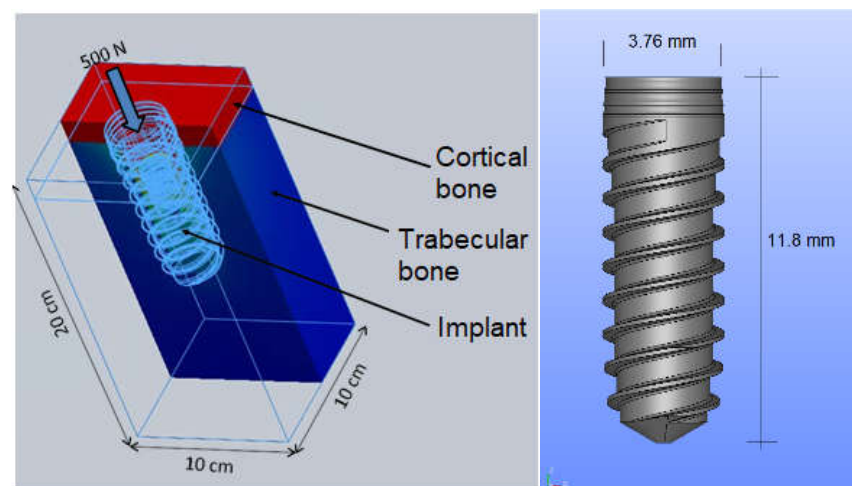 500 N
Cortical
bone
Trabecular
bone
Implant
20 cm
10 cm
10 cm
3.76 mm
11.8 mm